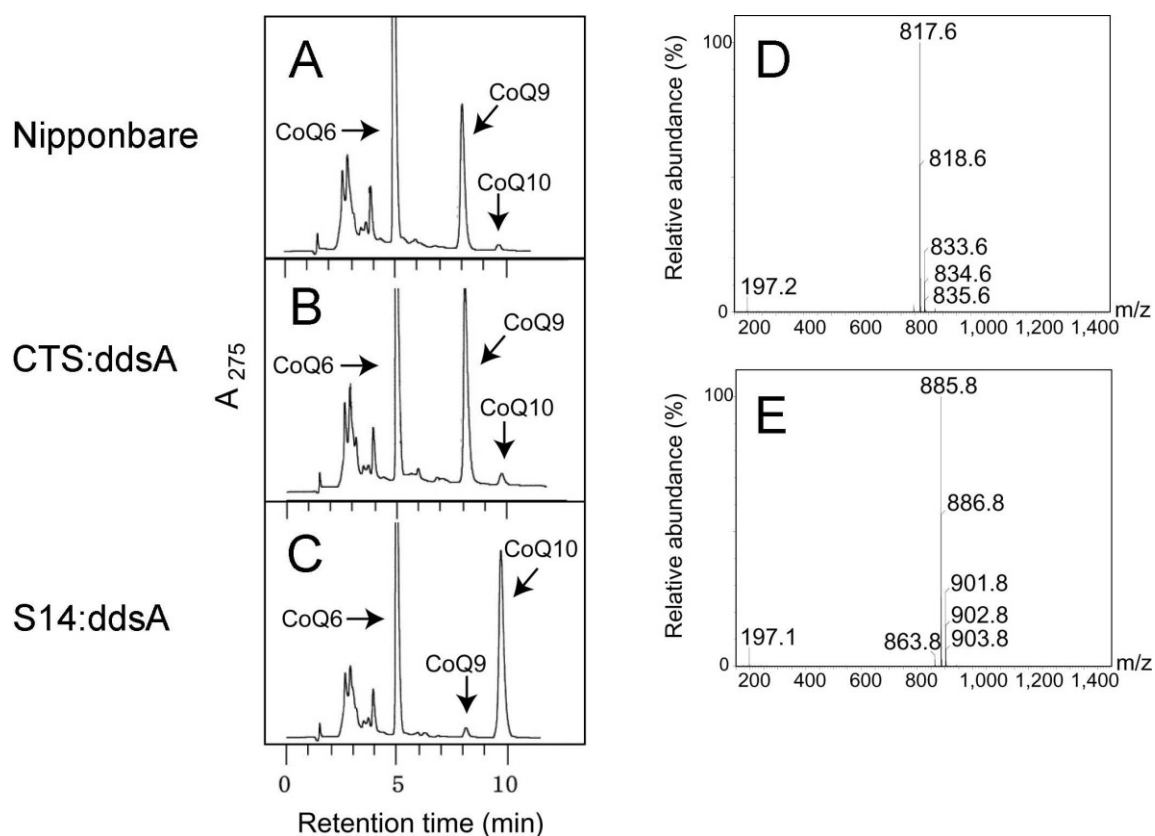 Nipponbare
CTS:ddsA
S14:ddsA
A 275
A
CoQ6
CoQ9
CoQ10
0 5 10
B
CoQ6
CoQ9
CoQ10
C
CoQ6
CoQ9
CoQ10
0 5 10
Retention time (min)
D
Relative abundance (%)
100
0
817.6
818.6
833.6
834.6
835.6
197.2
200 400 600 800 1,000 1,200 1,400
m/z
E
Relative abundance (%)
100
0
885.8
886.8
901.8
902.8
903.8
863.8
197.1
200 400 600 800 1,000 1,200 1,400
m/z